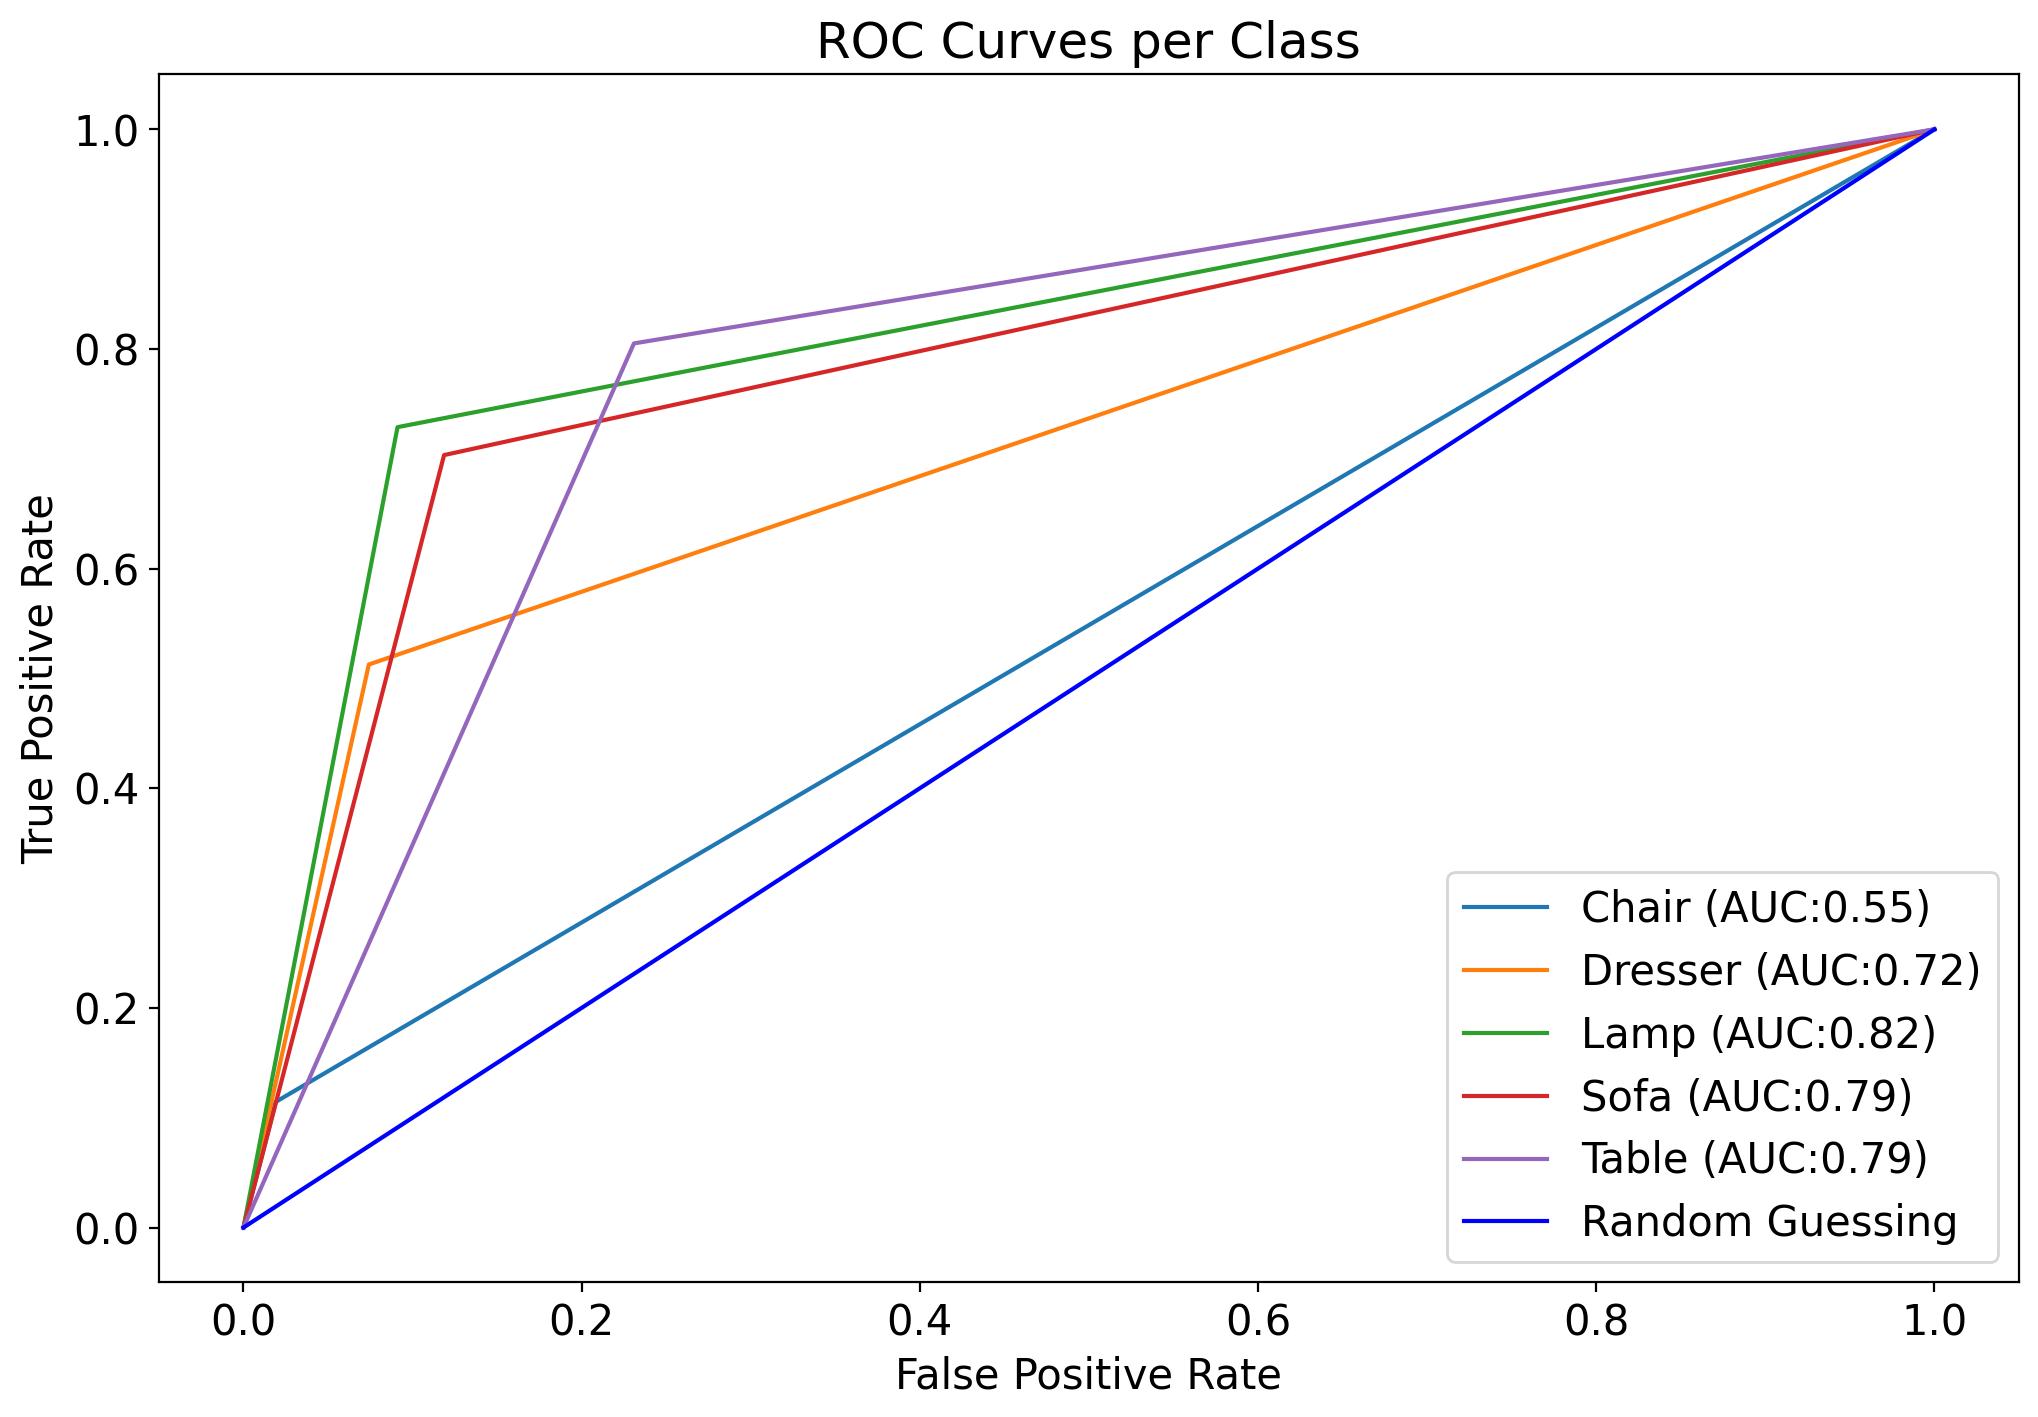 ROC Curves per Class
1.0
0.8
0.6
0.4
0.2
0.0
True Positive Rate
Chair (AUC:0.55)
Dresser (AUC:0.72)
Lamp (AUC:0.82)
Sofa (AUC:0.79)
Table (AUC:0.79)
Random Guessing
0.0 0.2 0.4 0.6 0.8 1.0
False Positive Rate